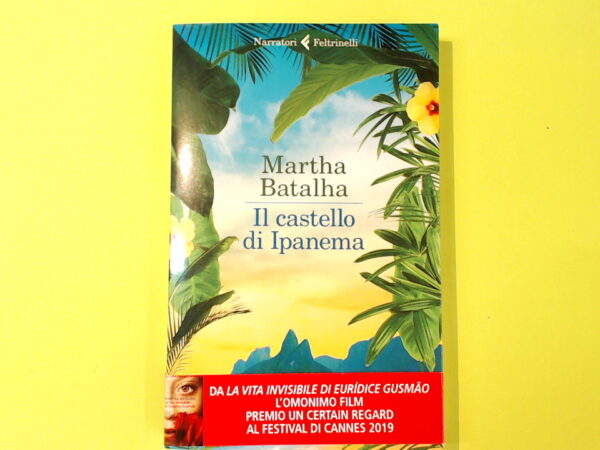 Narratori Feltrinelli
Martha
Batalha
Il castello
di Ipanema
DA LA VITA INVISIBILE DI EURÍDICE GUSMÃO
L'OMONIMO FILM
PREMIO UN CERTAIN REGARD
AL FESTIVAL DI CANNES 2019